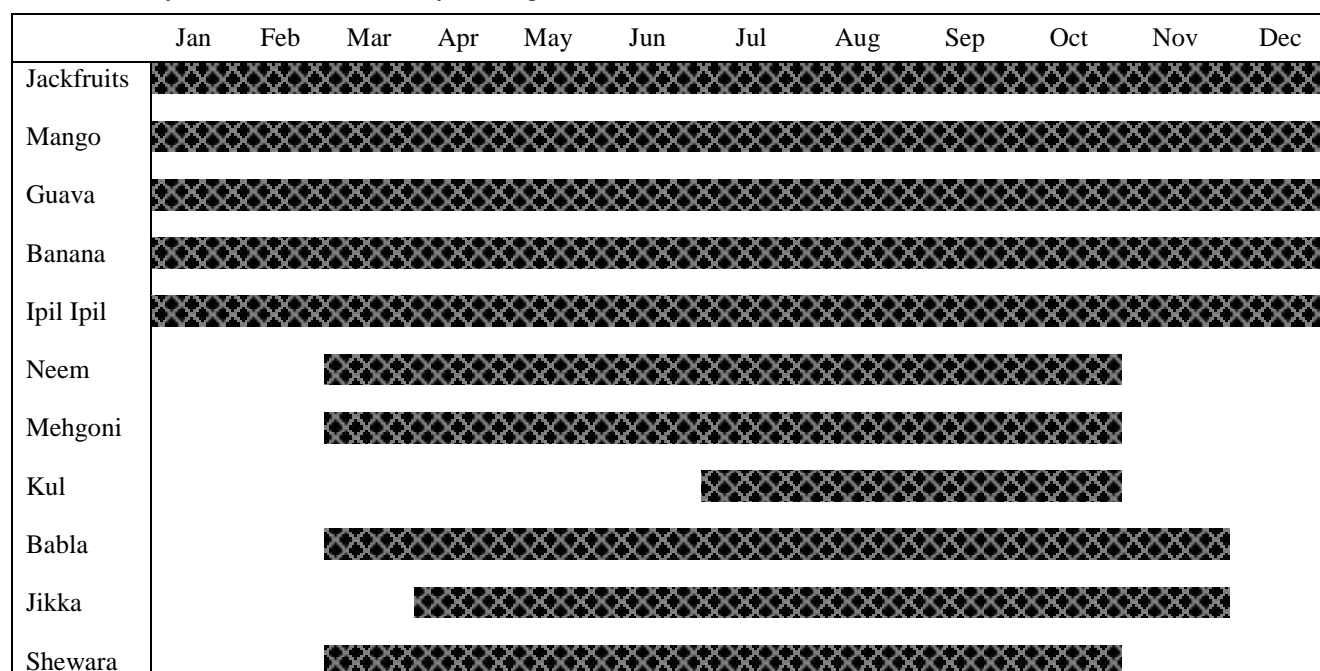 Jan Feb Mar Apr May Jun Jul Aug Sep Oct Nov Dec
Jackfruits
Mango
Guava
Banana
Ipil Ipil
Neem
Mehgoni
Kul
Babla
Jikka
Shewara